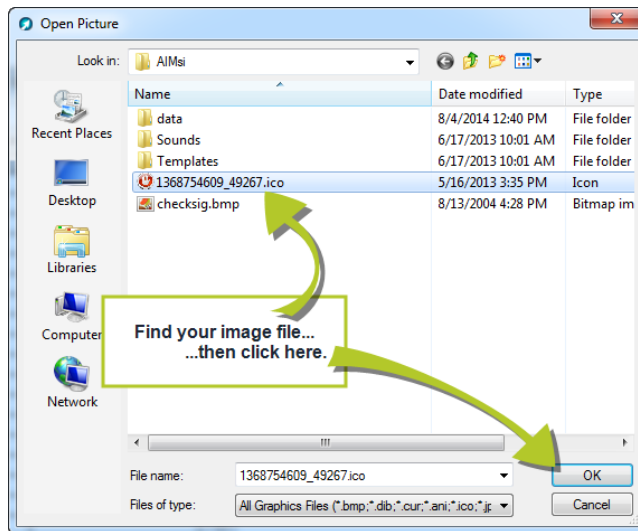 Open Picture
Look in: AIMsi
Name Date modified Type
data 8/4/2014 12:40 PM File folder
Sounds 6/17/2013 10:01 AM File folder
Templates 6/17/2013 10:01 AM File folder
1368754609_49267.ico 5/16/2013 3:35 PM Icon
checksig.bmp 8/13/2004 4:28 PM Bitmap im
Recent Places
Desktop
Libraries
Computer
Network
Find your image file...
...then click here.
File name: 1368754609_49267.ico OK
Files of type: All Graphics Files (*.bmp;*.dib;*.cur;*.ani;*.ico;*.jp Cancel